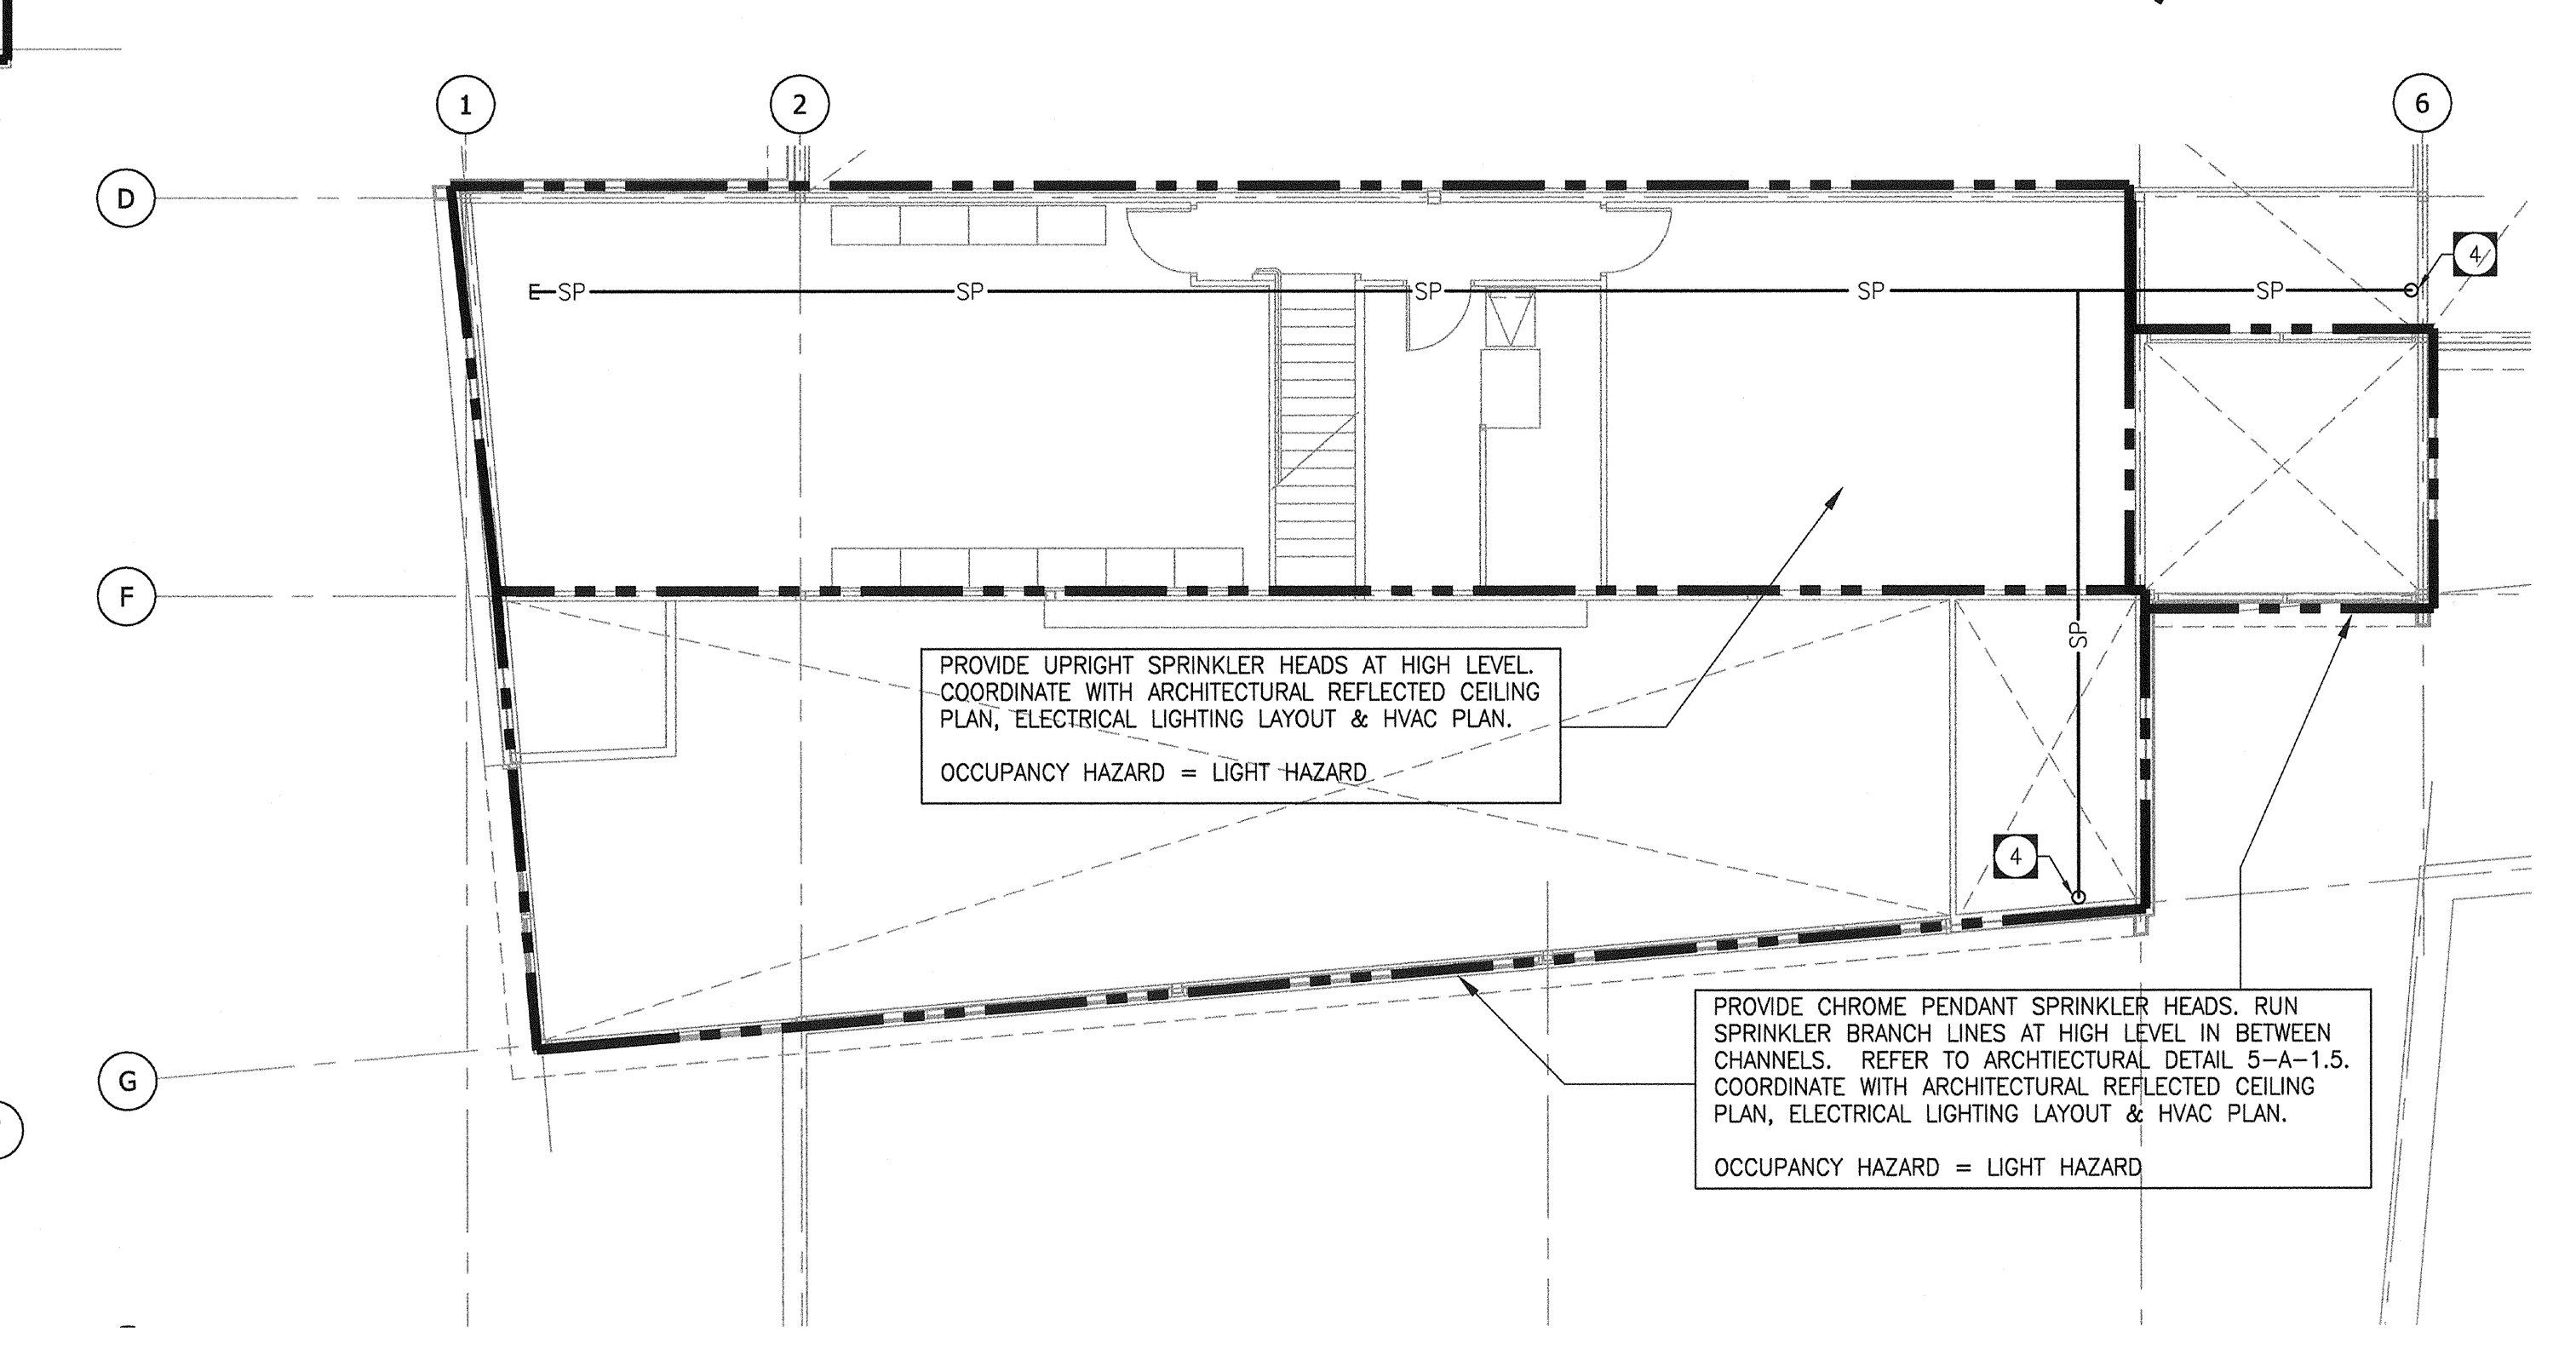 1
2
6
D
4
E
SP
SP
SP
SP
SP
F
SP
PROVIDE UPRIGHT SPRINKLER HEADS AT HIGH LEVEL.
COORDINATE WITH ARCHITECTURAL REFLECTED CEILING
PLAN, ELECTRICAL LIGHTING LAYOUT & HVAC PLAN.
OCCUPANCY HAZARD = LIGHT HAZARD
4
PROVIDE CHROME PENDANT SPRINKLER HEADS. RUN
SPRINKLER BRANCH LINES AT HIGH LEVEL IN BETWEEN
CHANNELS. REFER TO ARCHTIECTURAL DETAIL 5-A-1.5.
COORDINATE WITH ARCHITECTURAL REFLECTED CEILING
PLAN, ELECTRICAL LIGHTING LAYOUT & HVAC PLAN.
OCCUPANCY HAZARD = LIGHT HAZARD
G